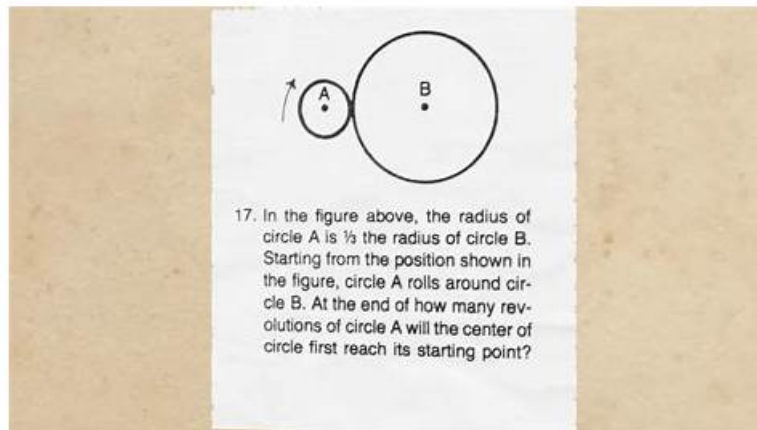 A
B
17. In the figure above, the radius of
circle A is ⅓ the radius of circle B.
Starting from the position shown in
the figure, circle A rolls around cir-
cle B. At the end of how many rev-
olutions of circle A will the center of
circle first reach its starting point?